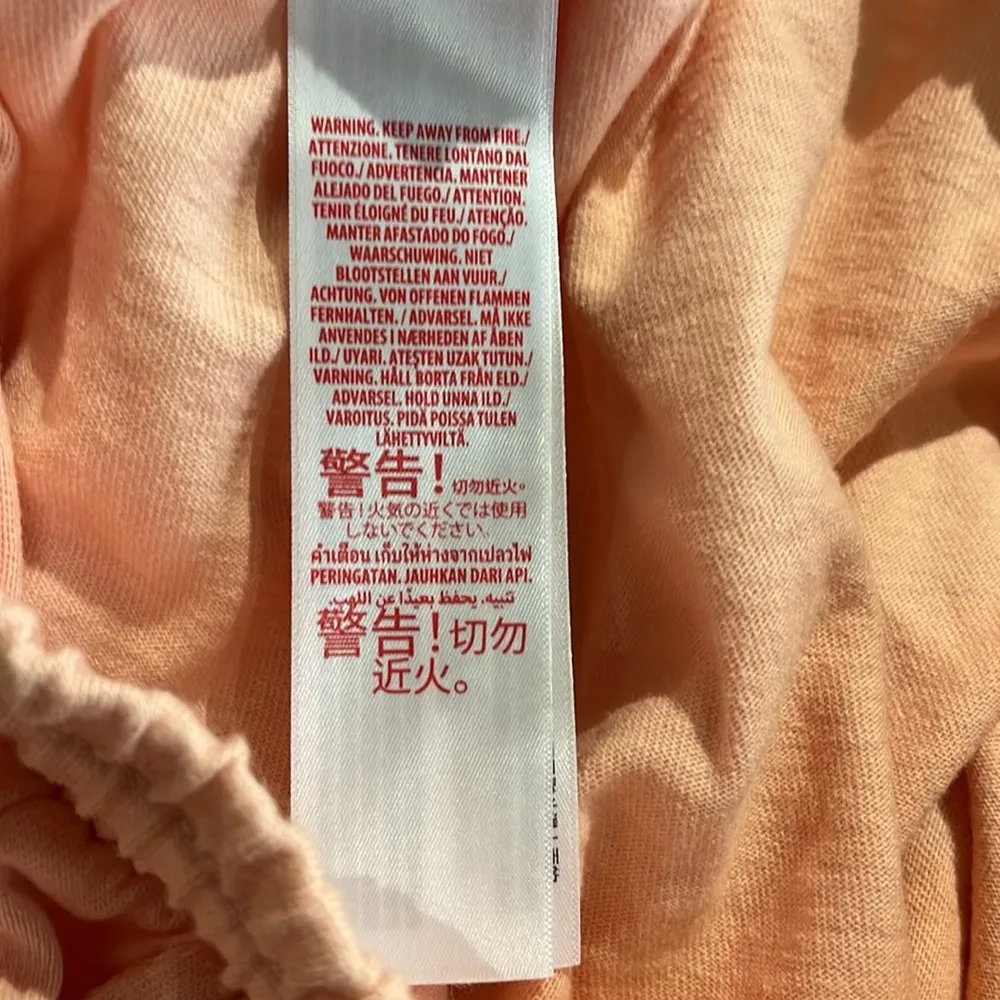 WARNING. KEEP AWAY FROM FIRE./
ATTENZIONE. TENERE LONTANO DAL
FUOCO./ ADVERTENCIA. MANTENER
ALEJADO DEL FUEGO./ ATTENTION.
TENIR ÉLOIGNÉ DU FEU./ ATENÇÃO.
MANTER AFASTADO DO FOGO./
WAARSCHUWING. NIET
BLOOTSTELLEN AAN VUUR./
ACHTUNG. VON OFFENEN FLAMMEN
FERNHALTEN. / ADVARSEL. MÅ IKKE
ANVENDES I NÆRHEDEN AF ÅBEN
ILD./ UYARI. ATEŞTEN UZAK TUTUN./
VARNING. HÅLL BORTA FRÅN ELD./
ADVARSEL. HOLD UNNA ILD./
VAROITUS. PIDÄ POISSA TULEN
LÄHETTYVILTÄ.
警告！切勿近火。
警告！火気の近くでは使用
しないでください。
คำเตือน เก็บให้ห่างจากเปลวไฟ
PERINGATAN. JAUHKAN DARI API.
تنبيه. يحفظ بعيدًا عن اللهب.
警告！切勿
近火。